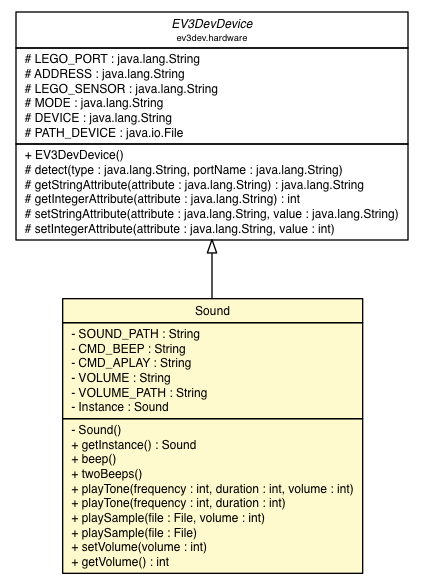 EV3DevDevice
ev3dev.hardware
# LEGO_PORT : java.lang.String
# ADDRESS : java.lang.String
# LEGO_SENSOR : java.lang.String
# MODE : java.lang.String
# DEVICE : java.lang.String
# PATH_DEVICE : java.io.File
+ EV3DevDevice()
# detect(type : java.lang.String, portName : java.lang.String)
# getStringAttribute(attribute : java.lang.String) : java.lang.String
# getIntegerAttribute(attribute : java.lang.String) : int
# setStringAttribute(attribute : java.lang.String, value : java.lang.String)
# setIntegerAttribute(attribute : java.lang.String, value : int)
Sound
- SOUND_PATH : String
- CMD_BEEP : String
- CMD_APLAY : String
- VOLUME : String
- VOLUME_PATH : String
- Instance : Sound
- Sound()
+ getInstance() : Sound
+ beep()
+ twoBeeps()
+ playTone(frequency : int, duration : int, volume : int)
+ playTone(frequency : int, duration : int)
+ playSample(file : File, volume : int)
+ playSample(file : File)
+ setVolume(volume : int)
+ getVolume() : int